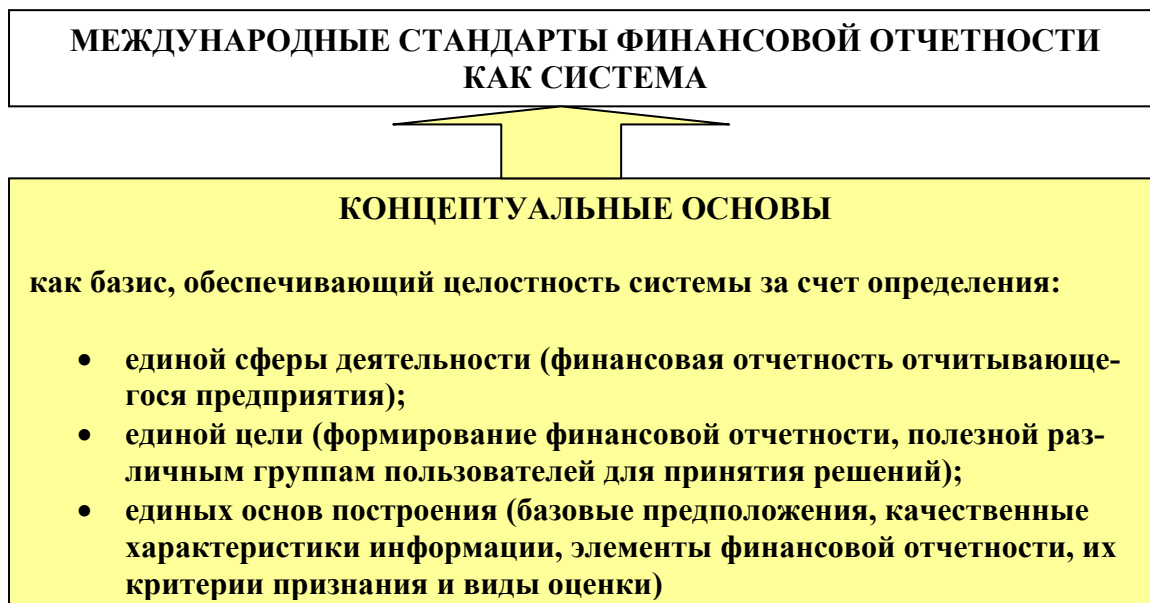 МЕЖДУНАРОДНЫЕ СТАНДАРТЫ ФИНАНСОВОЙ ОТЧЕТНОСТИ
КАК СИСТЕМА
КОНЦЕПТУАЛЬНЫЕ ОСНОВЫ
как базис, обеспечивающий целостность системы за счет определения:
• единой сферы деятельности (финансовая отчетность отчитывающе-
гося предприятия);
• единой цели (формирование финансовой отчетности, полезной раз-
личным группам пользователей для принятия решений);
• единых основ построения (базовые предположения, качественные
характеристики информации, элементы финансовой отчетности, их
критерии признания и виды оценки)